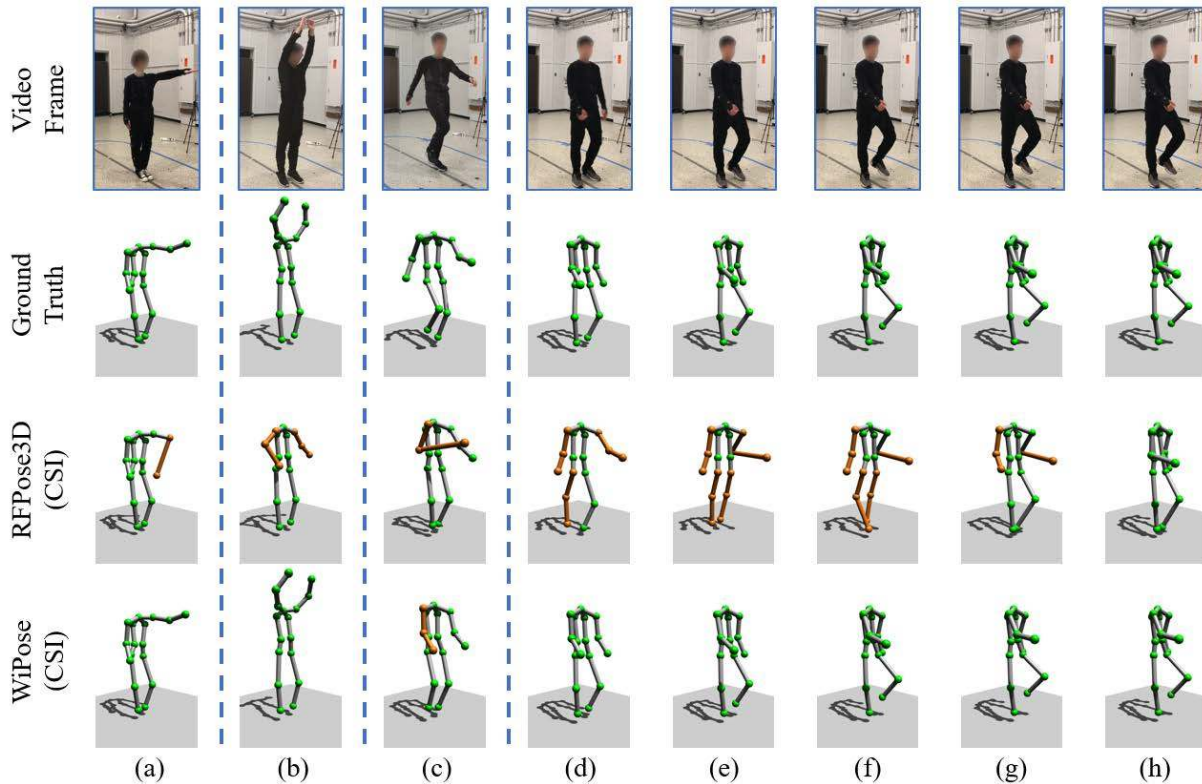 Video
Frame
Ground
Truth
RFPose3D
(CSI)
WiPose
(CSI)
(a) (b) (c) (d) (e) (f) (g) (h)